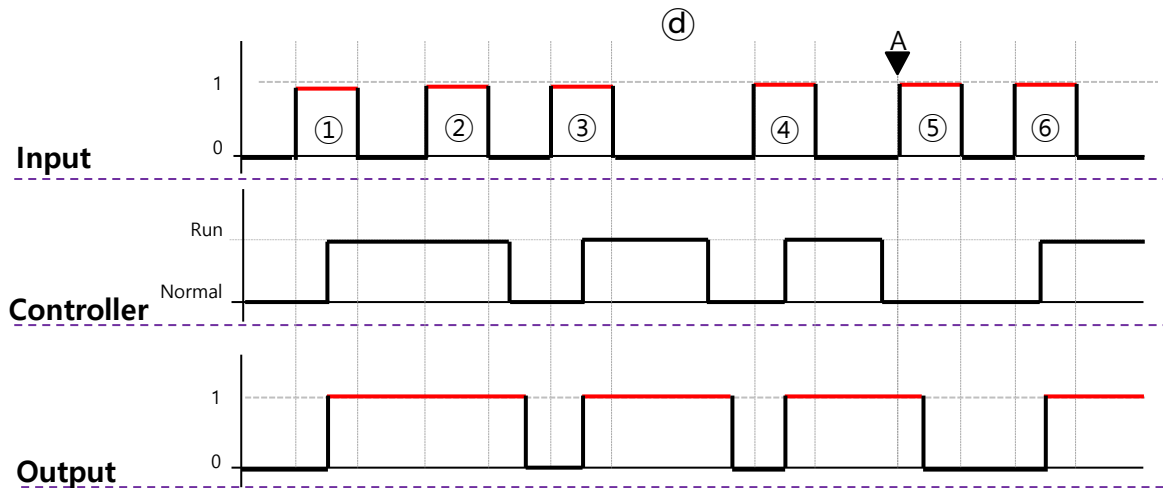 ⓓ
A
1
① ② ③ ④ ⑤ ⑥
0
Input
Run
Normal
Controller
1
0
Output